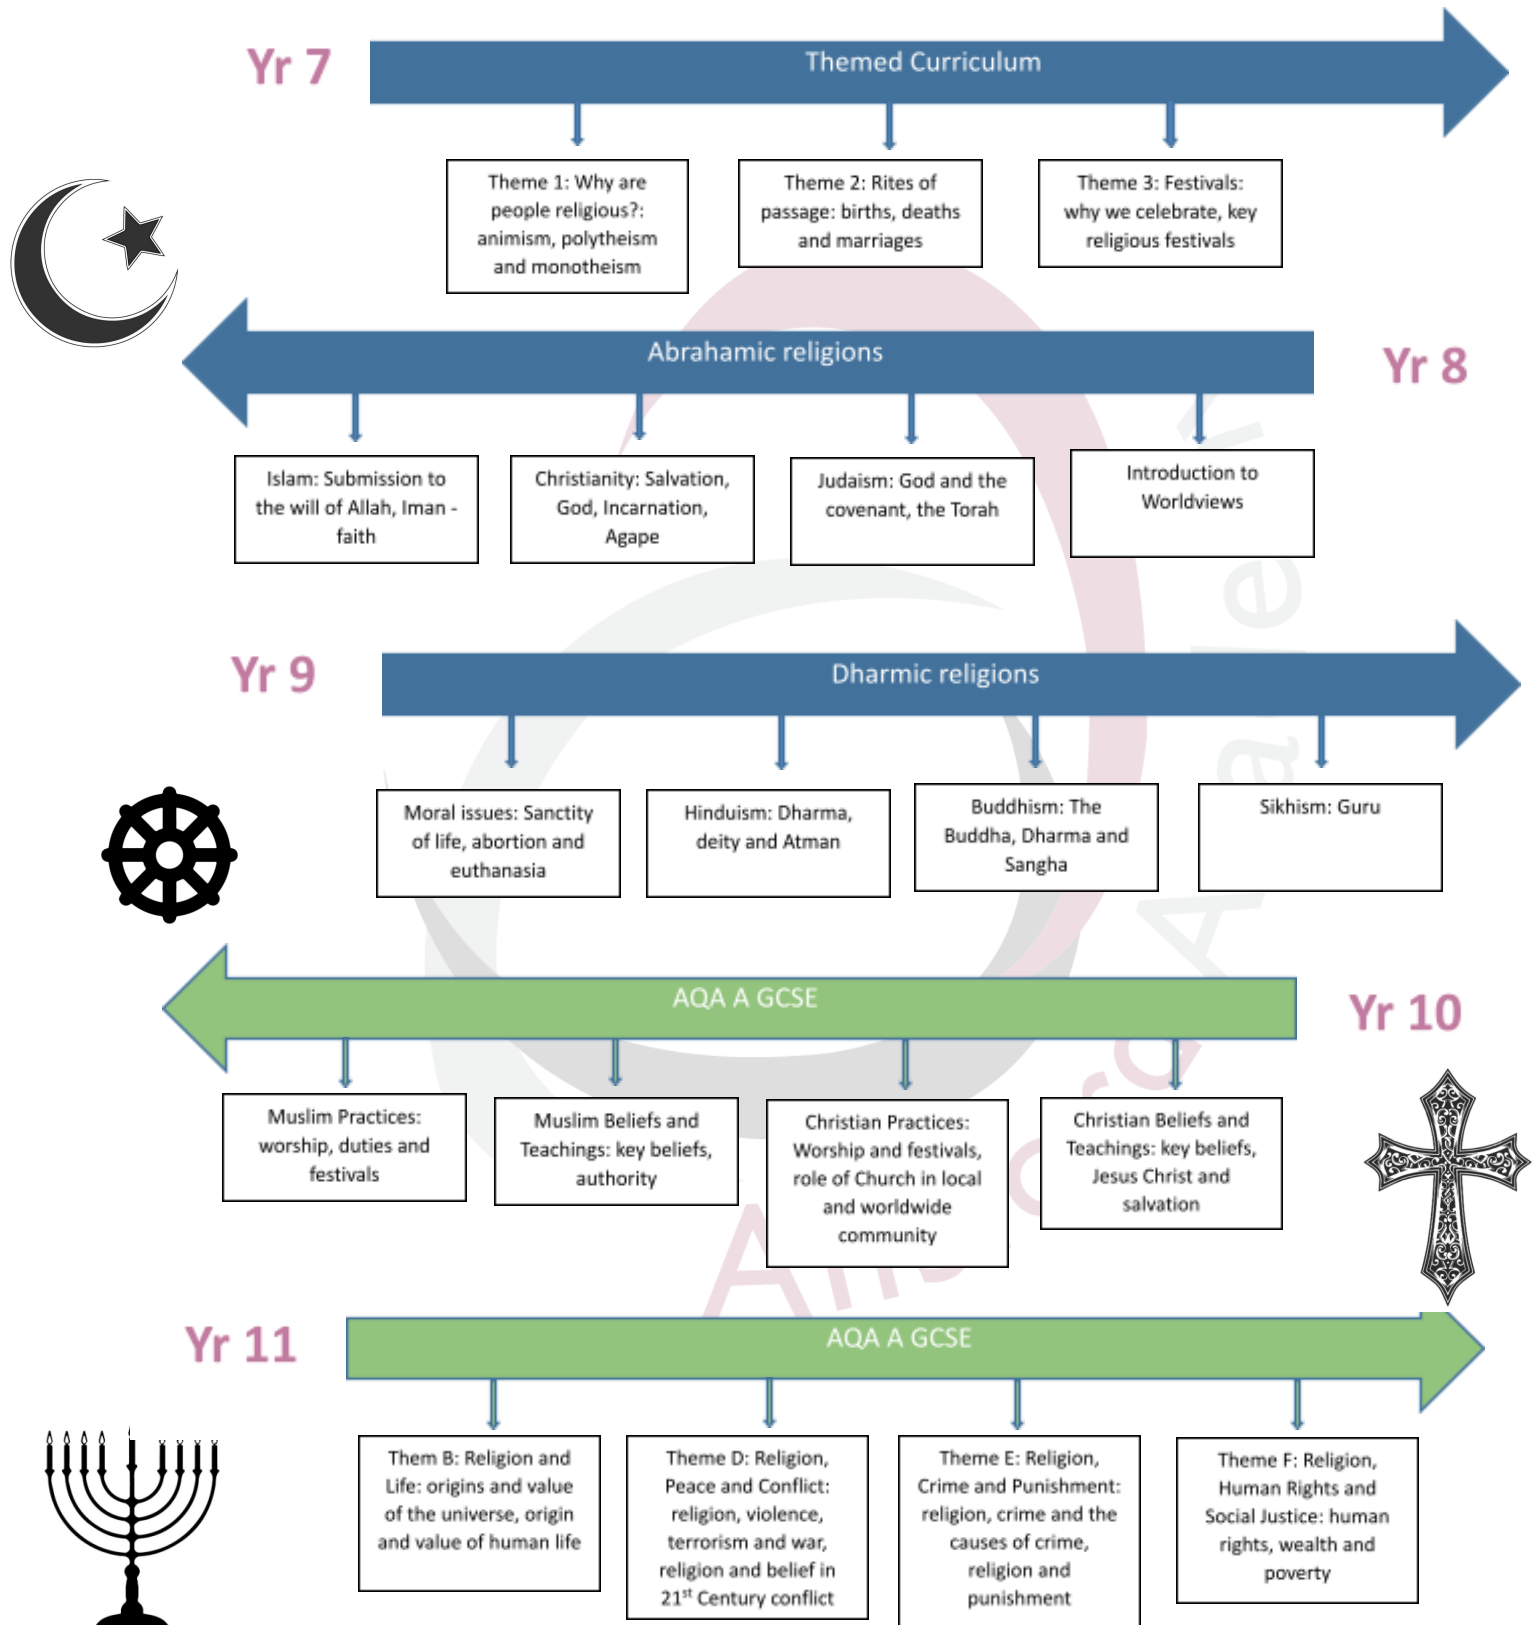 Yr 7
Themed Curriculum
Theme 1: Why are
people religious?:
animism, polytheism
and monotheism
Theme 2: Rites of
passage: births, deaths
and marriages
Theme 3: Festivals:
why we celebrate, key
religious festivals
Abrahamic religions
Yr 8
Islam: Submission to
the will of Allah, Iman -
faith
Christianity: Salvation,
God, Incarnation,
Agape
Judaism: God and the
covenant, the Torah
Introduction to
Worldviews
Yr 9
Dharmic religions
Moral issues: Sanctity
of life, abortion and
euthanasia
Hinduism: Dharma,
deity and Atman
Buddhism: The
Buddha, Dharma and
Sangha
Sikhism: Guru
AQA A GCSE
Yr 10
Muslim Practices:
worship, duties and
festivals
Muslim Beliefs and
Teachings: key beliefs,
authority
Christian Practices:
Worship and festivals,
role of Church in local
and worldwide
community
Christian Beliefs and
Teachings: key beliefs,
Jesus Christ and
salvation
Yr 11
AQA A GCSE
Them B: Religion and
Life: origins and value
of the universe, origin
and value of human life
Theme D: Religion,
Peace and Conflict:
religion, violence,
terrorism and war,
religion and belief in
21st Century conflict
Theme E: Religion,
Crime and Punishment:
religion, crime and the
causes of crime,
religion and
punishment
Theme F: Religion,
Human Rights and
Social Justice: human
rights, wealth and
poverty